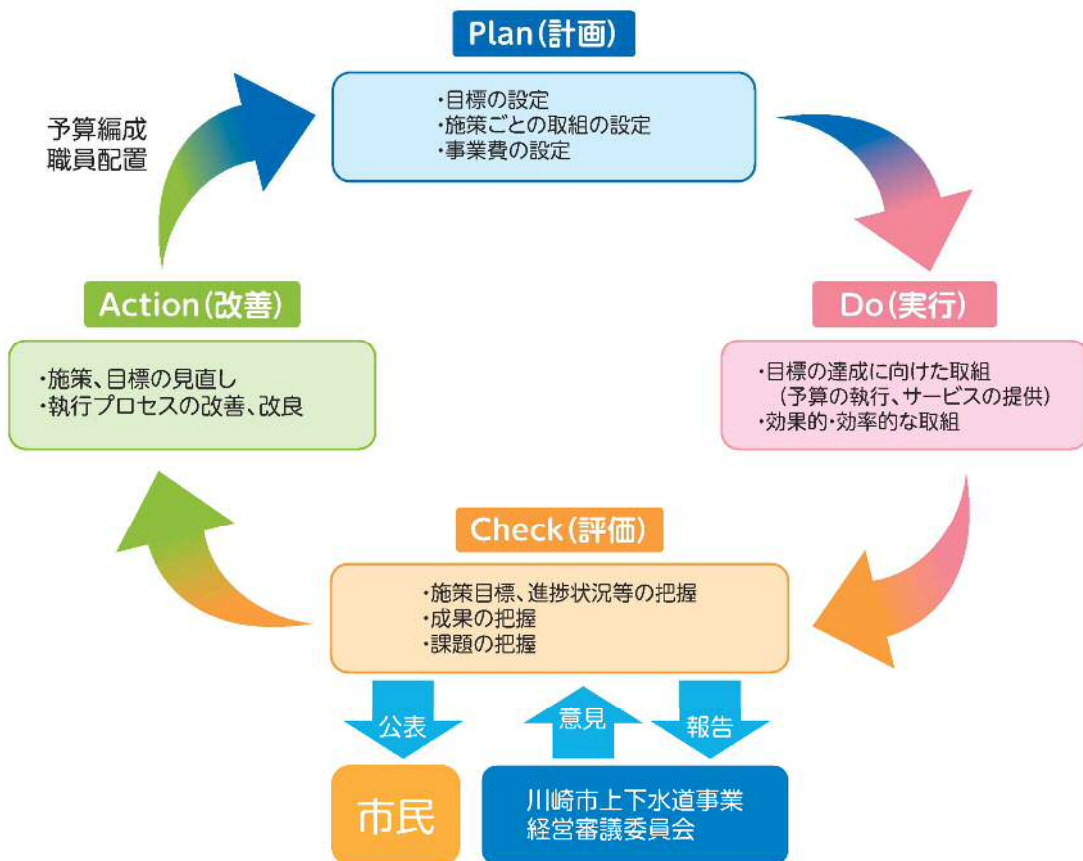 Plan(計画)
・目標の設定
・施策ごとの取組の設定
・事業費の設定
予算編成
職員配置
Do(実行)
・目標の達成に向けた取組
(予算の執行、サービスの提供)
・効果的・効率的な取組
Check(評価)
・施策目標、進捗状況等の把握
・成果の把握
・課題の把握
Action(改善)
・施策、目標の見直し
・執行プロセスの改善、改良
公表
意見
報告
市民
川崎市上下水道事業
経営審議委員会